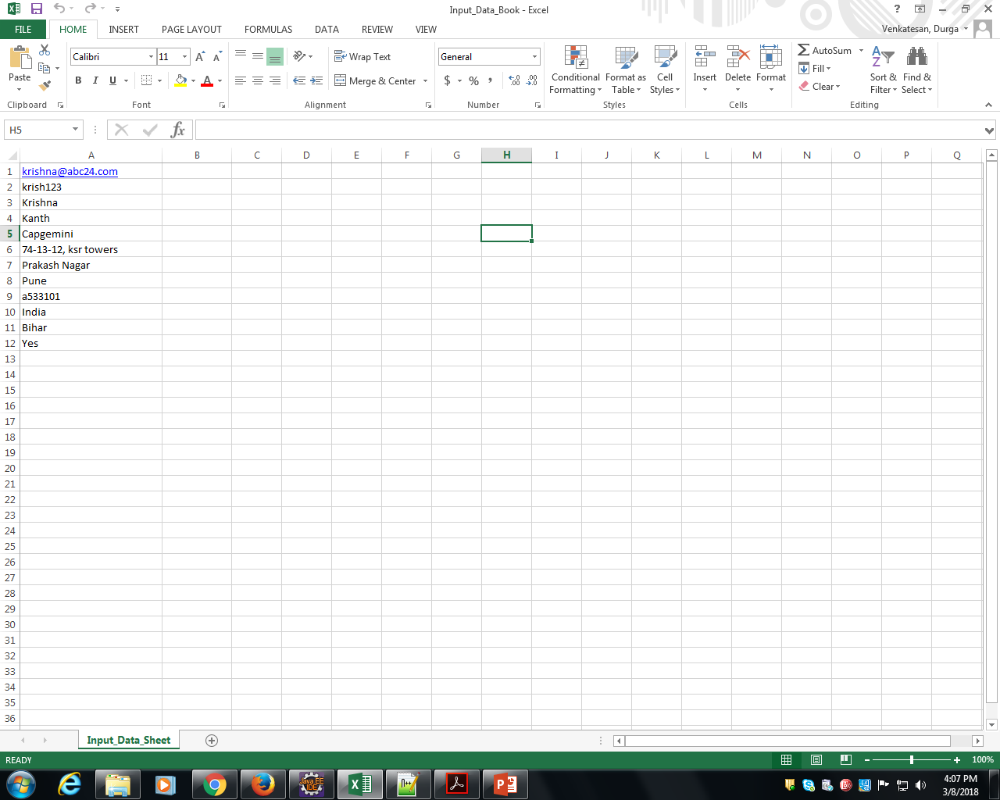 Input_Data_Book - Excel
FILE HOME INSERT PAGE LAYOUT FORMULAS DATA REVIEW VIEW
Venkatesan, Durga
Paste
Calibri 11
B I U
Wrap Text
Merge & Center
General
$ % ,
Conditional Formatting
Format as Table
Cell Styles
Insert Delete Format
AutoSum
Fill
Clear
Sort & Filter
Find & Select
Clipboard Font Alignment Number Styles Cells Editing
H5 fx
A B C D E F G H I J K L M N O P Q
1 krishna@abc24.com
2 krish123
3 Krishna
4 Kanth
5 Capgemini
6 74-13-12, ksr towers
7 Prakash Nagar
8 Pune
9 a533101
10 India
11 Bihar
12 Yes
13
14
15
16
17
18
19
20
21
22
23
24
25
26
27
28
29
30
31
32
33
34
35
36
Input_Data_Sheet
READY 100%
Java EE IDE
4:07 PM
3/8/2018